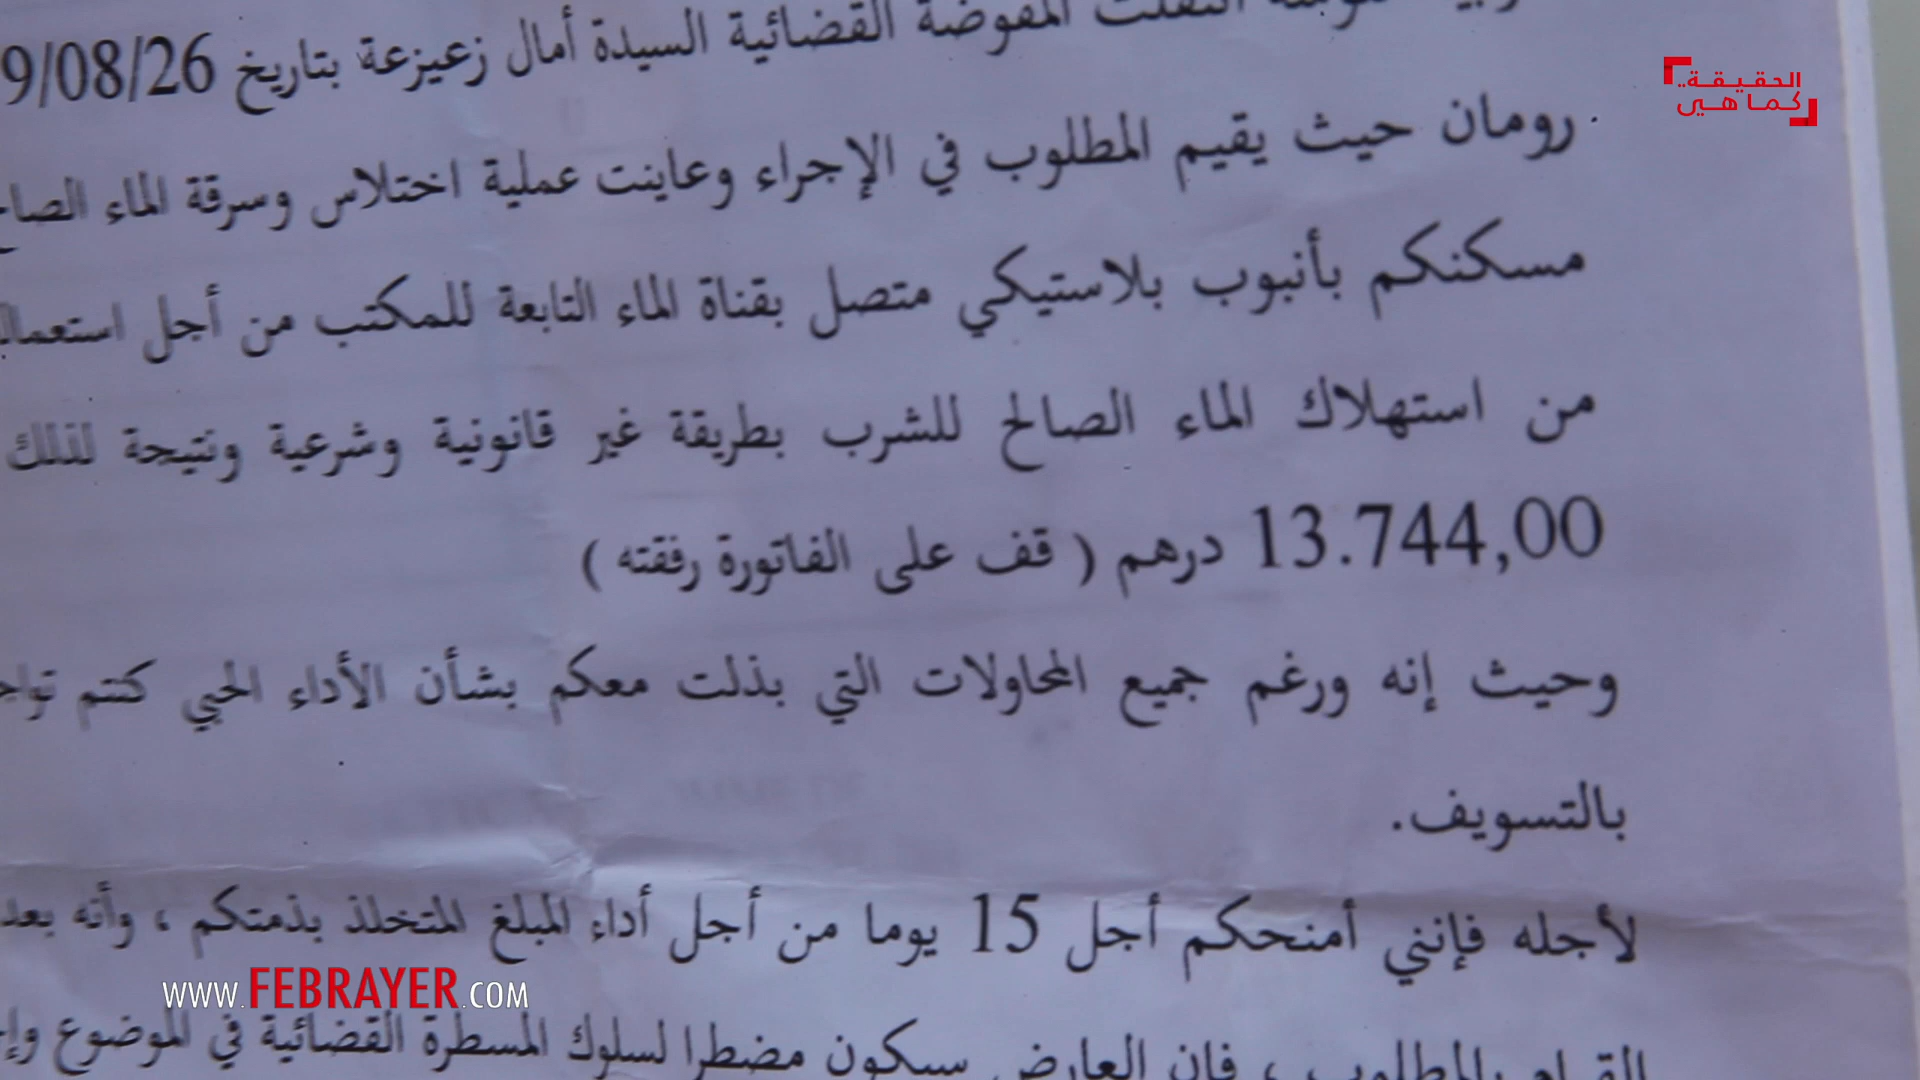 المفوضة القضائية السيدة أمال زعيزعة بتاريخ 9/08/26
رومان حيث يقيم المطلوب في الإجراء وعاينت عملية اختلاس وسرقة الماء
مسكنكم بأنبوب بلاستيكي متصل بقناة الماء التابعة للمكتب من أجل
من استهلاك الماء الصالح للشرب بطريقة غير قانونية وشرعية ونتيجة لذلك
13.744,00 درهم ( قف على الفاتورة رفقته )
وحيث إنه ورغم جميع المحاولات التي بذلت معكم بشأن الأداء الحبي كنتم
بالتسويف.
لأجله فإنني أمنحكم أجل 15 يوما من أجل أداء المبلغ المتخلذ بذمتكم ، وأنه
بالمطلوب ، فإن العارض سيكون مضطرا لسلوك المسطرة القضائية في الموضوع
الحقيقة..
كما هي
WWW.FEBRAYER.COM